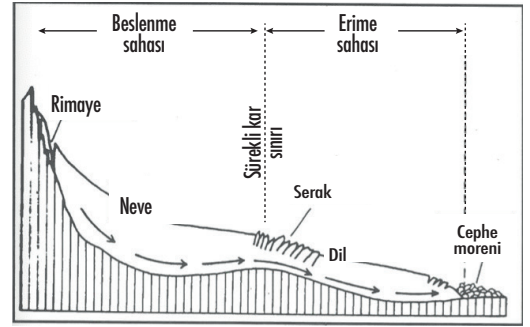 Beslenme
sahası
Erime
sahası
Rimaye
Sürekli kar
sınırı
Neve
Serak
Dil
Cephe
moreni